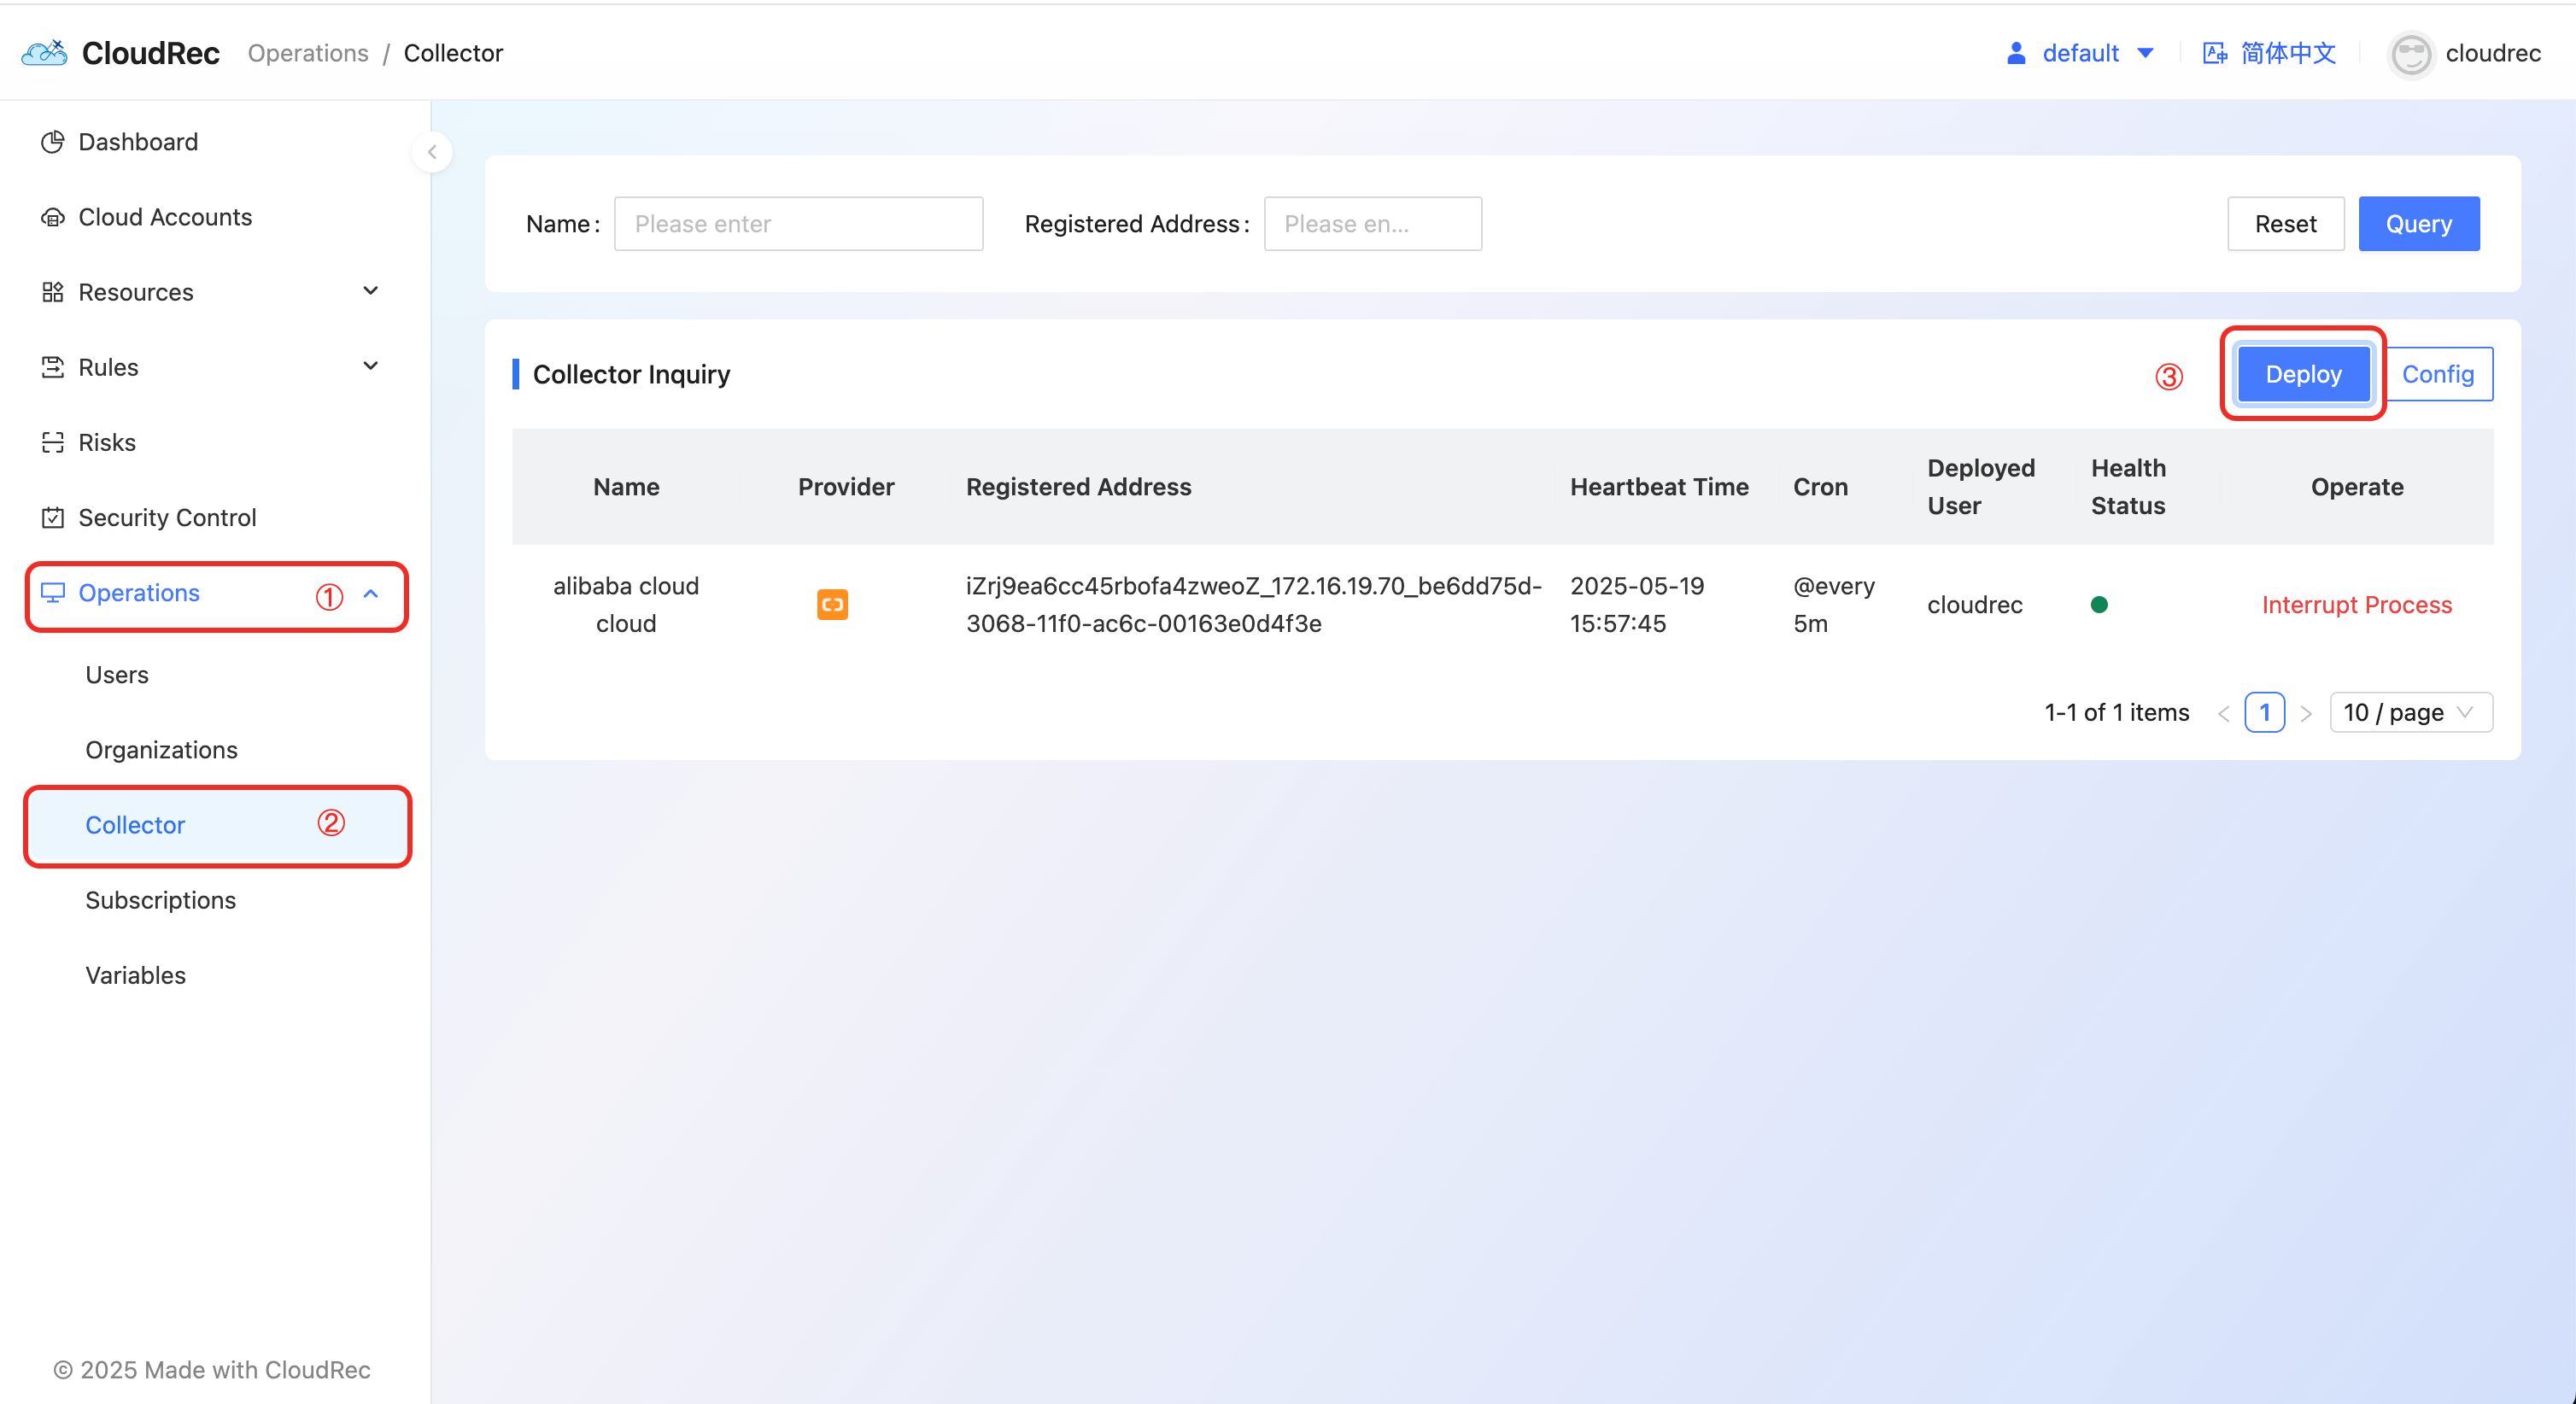 CloudRec Operations / Collector default 简体中文 cloudrec
Dashboard
Cloud Accounts
Resources
Rules
Risks
Security Control
Operations ①
Users
Organizations
Collector ②
Subscriptions
Variables
© 2025 Made with CloudRec
Name : Please enter Registered Address : Please en... Reset Query
Collector Inquiry ③ Deploy Config
Name Provider Registered Address Heartbeat Time Cron Deployed User Health Status Operate
alibaba cloud
cloud
iZrj9ea6cc45rbofa4zweoZ_172.16.19.70_be6dd75d-
3068-11f0-ac6c-00163e0d4f3e
2025-05-19
15:57:45
@every
5m
cloudrec
Interrupt Process
1-1 of 1 items < 1 > 10 / page